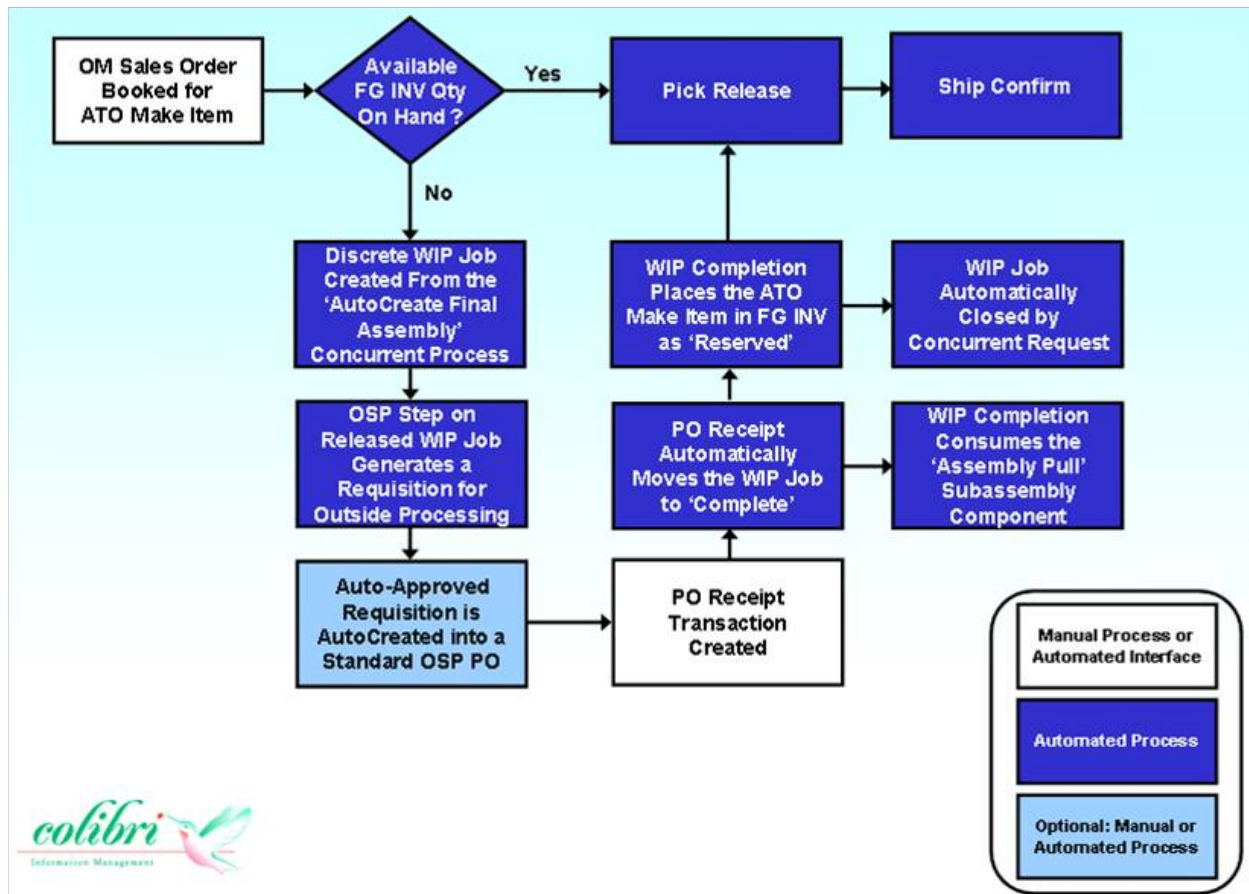 OM Sales Order
Booked for
ATO Make Item
Available
FG INV Qty
On Hand ?
Yes
Pick Release
Ship Confirm
No
Discrete WIP Job
Created From the
‘AutoCreate Final
Assembly’
Concurrent Process
WIP Completion
Places the ATO
Make Item in FG INV
as ‘Reserved’
WIP Job
Automatically
Closed by
Concurrent Request
OSP Step on
Released WIP Job
Generates a
Requisition for
Outside Processing
PO Receipt
Automatically
Moves the WIP Job
to ‘Complete’
WIP Completion
Consumes the
‘Assembly Pull’
Subassembly
Component
Auto-Approved
Requisition is
AutoCreated into a
Standard OSP PO
PO Receipt
Transaction
Created
Manual Process or
Automated Interface
Automated Process
Optional: Manual or
Automated Process
colibri
Information Management